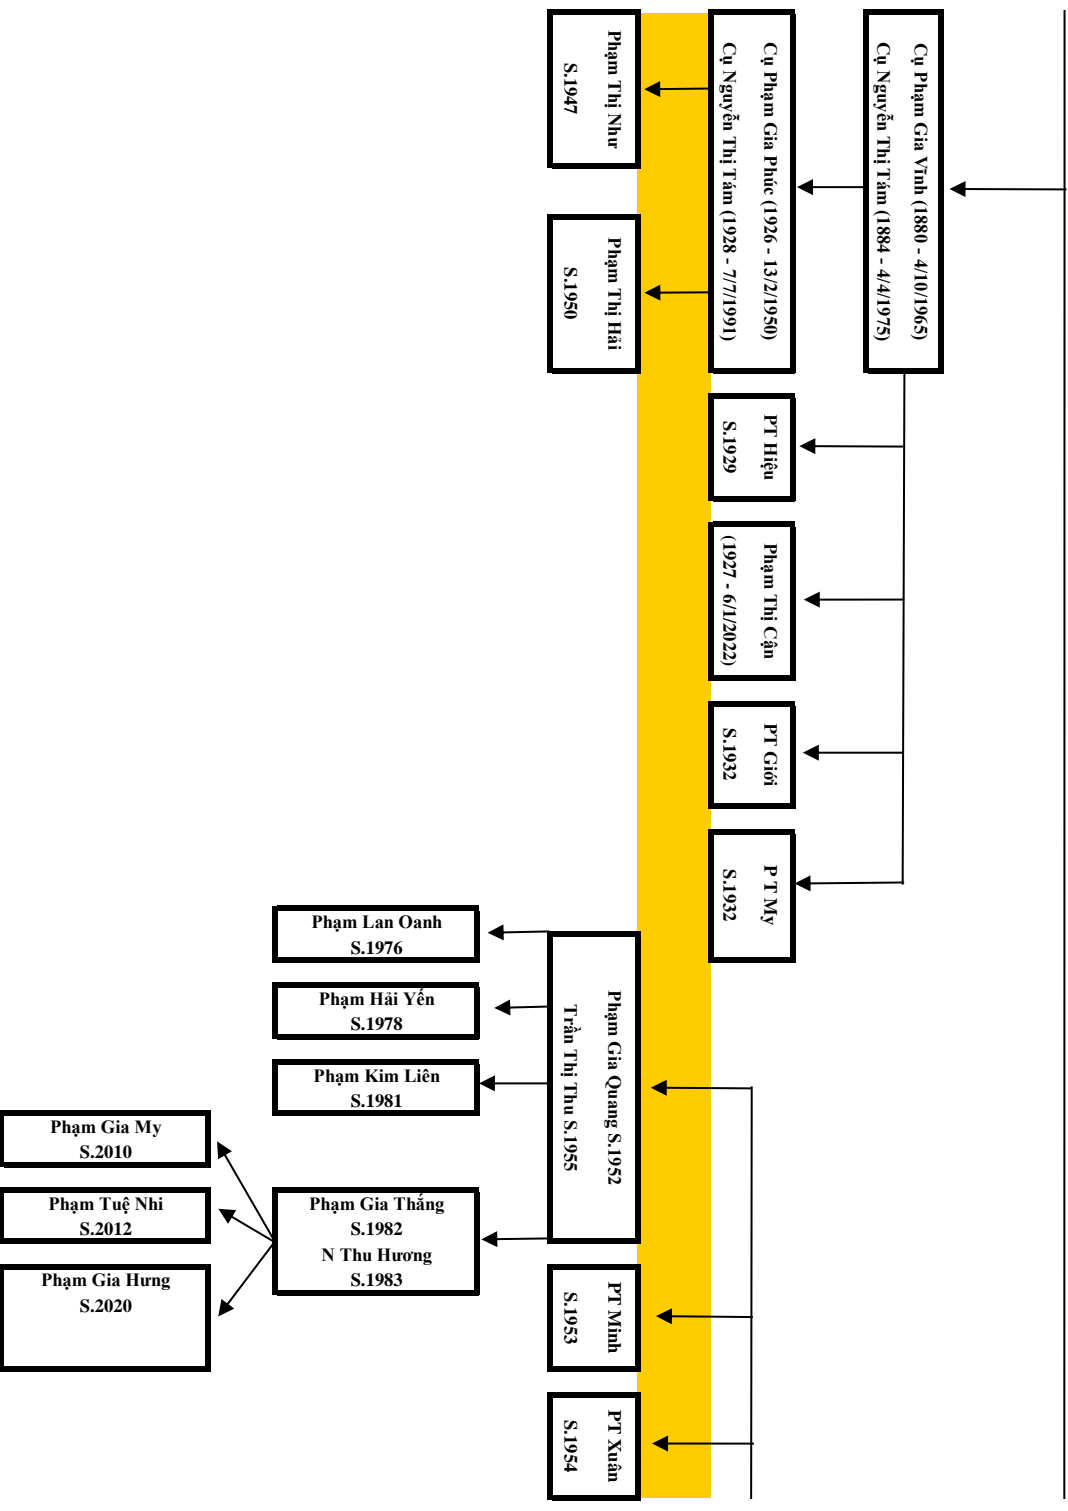 Cụ Phạm Gia Vĩnh (1880 - 4/10/1965)
Cụ Nguyễn Thị Tám (1884 - 4/4/1975)
Cụ Phạm Gia Phúc (1926 - 13/2/1950)
Cụ Nguyễn Thị Tám (1928 - 7/7/1991)
PT Hiệu
S.1929
Phạm Thị Cận
(1927 - 6/1/2022)
PT Giới
S.1932
P T My
S.1932
Phạm Thị Như
S.1947
Phạm Thị Hải
S.1950
Phạm Gia Quang S.1952
Trần Thị Thu S.1955
PT Minh
S.1953
PT Xuân
S.1954
Phạm Lan Oanh
S.1976
Phạm Hải Yến
S.1978
Phạm Kim Liên
S.1981
Phạm Gia Thắng
S.1982
N Thu Hương
S.1983
Phạm Gia My
S.2010
Phạm Tuệ Nhi
S.2012
Phạm Gia Hưng
S.2020